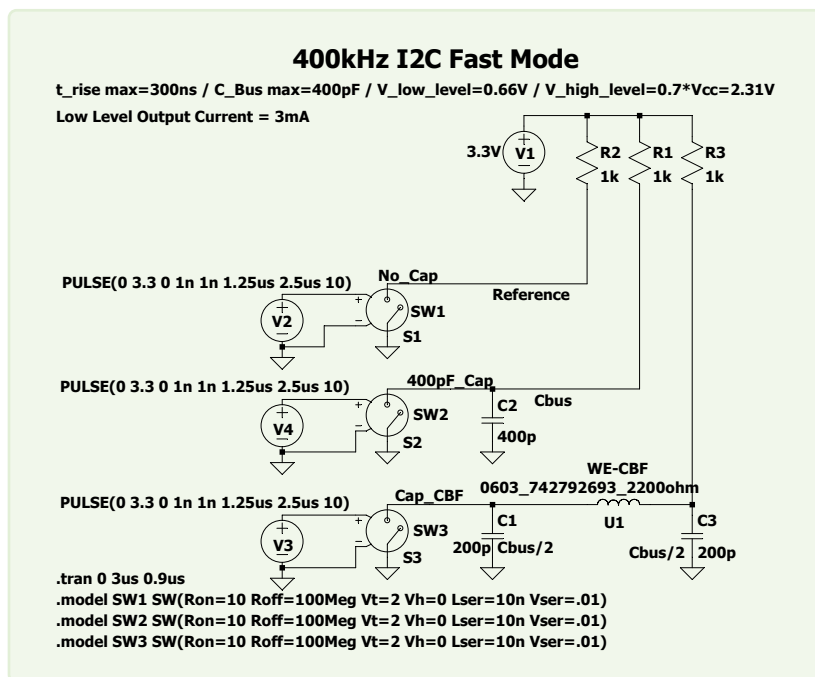 400kHz I2C Fast Mode
t_rise max=300ns / C_Bus max=400pF / V_low_level=0.66V / V_high_level=0.7*Vcc=2.31V
Low Level Output Current = 3mA
3.3V
V1
R2
1k
R1
1k
R3
1k
PULSE(0 3.3 0 1n 1n 1.25us 2.5us 10)
No_Cap
Reference
V2
SW1
S1
PULSE(0 3.3 0 1n 1n 1.25us 2.5us 10)
400pF_Cap
Cbus
V4
SW2
S2
C2
400p
WE-CBF
0603_742792693_2200ohm
PULSE(0 3.3 0 1n 1n 1.25us 2.5us 10)
Cap_CBF
V3
SW3
S3
C1
200p Cbus/2
U1
C3
Cbus/2 200p
.tran 0 3us 0.9us
.model SW1 SW(Ron=10 Roff=100Meg Vt=2 Vh=0 Lser=10n Vser=.01)
.model SW2 SW(Ron=10 Roff=100Meg Vt=2 Vh=0 Lser=10n Vser=.01)
.model SW3 SW(Ron=10 Roff=100Meg Vt=2 Vh=0 Lser=10n Vser=.01)